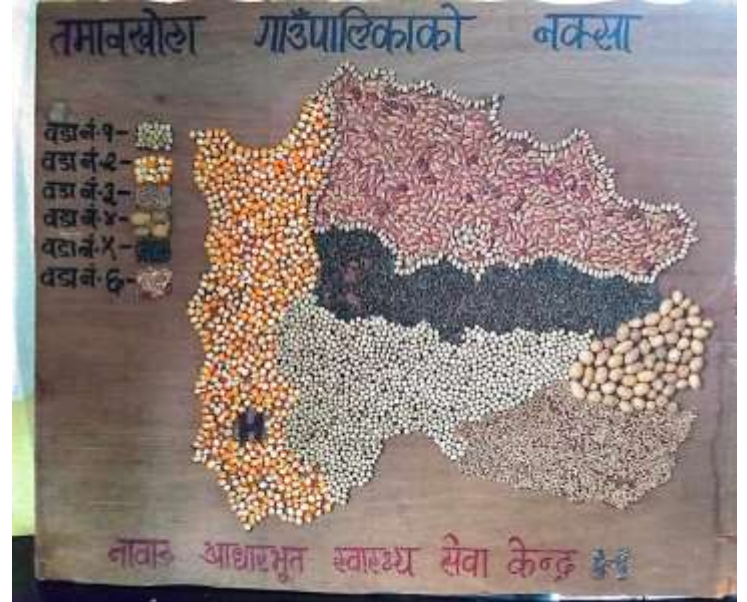 तमानखोला गाउँपालिकाको नक्सा
वडा नं.१-
वडा नं.२-
वडा नं.३-
वडा नं.४-
वडा नं.५-
वडा नं.६-
H
आधारभूत स्वास्थ्य सेवा केन्द्र